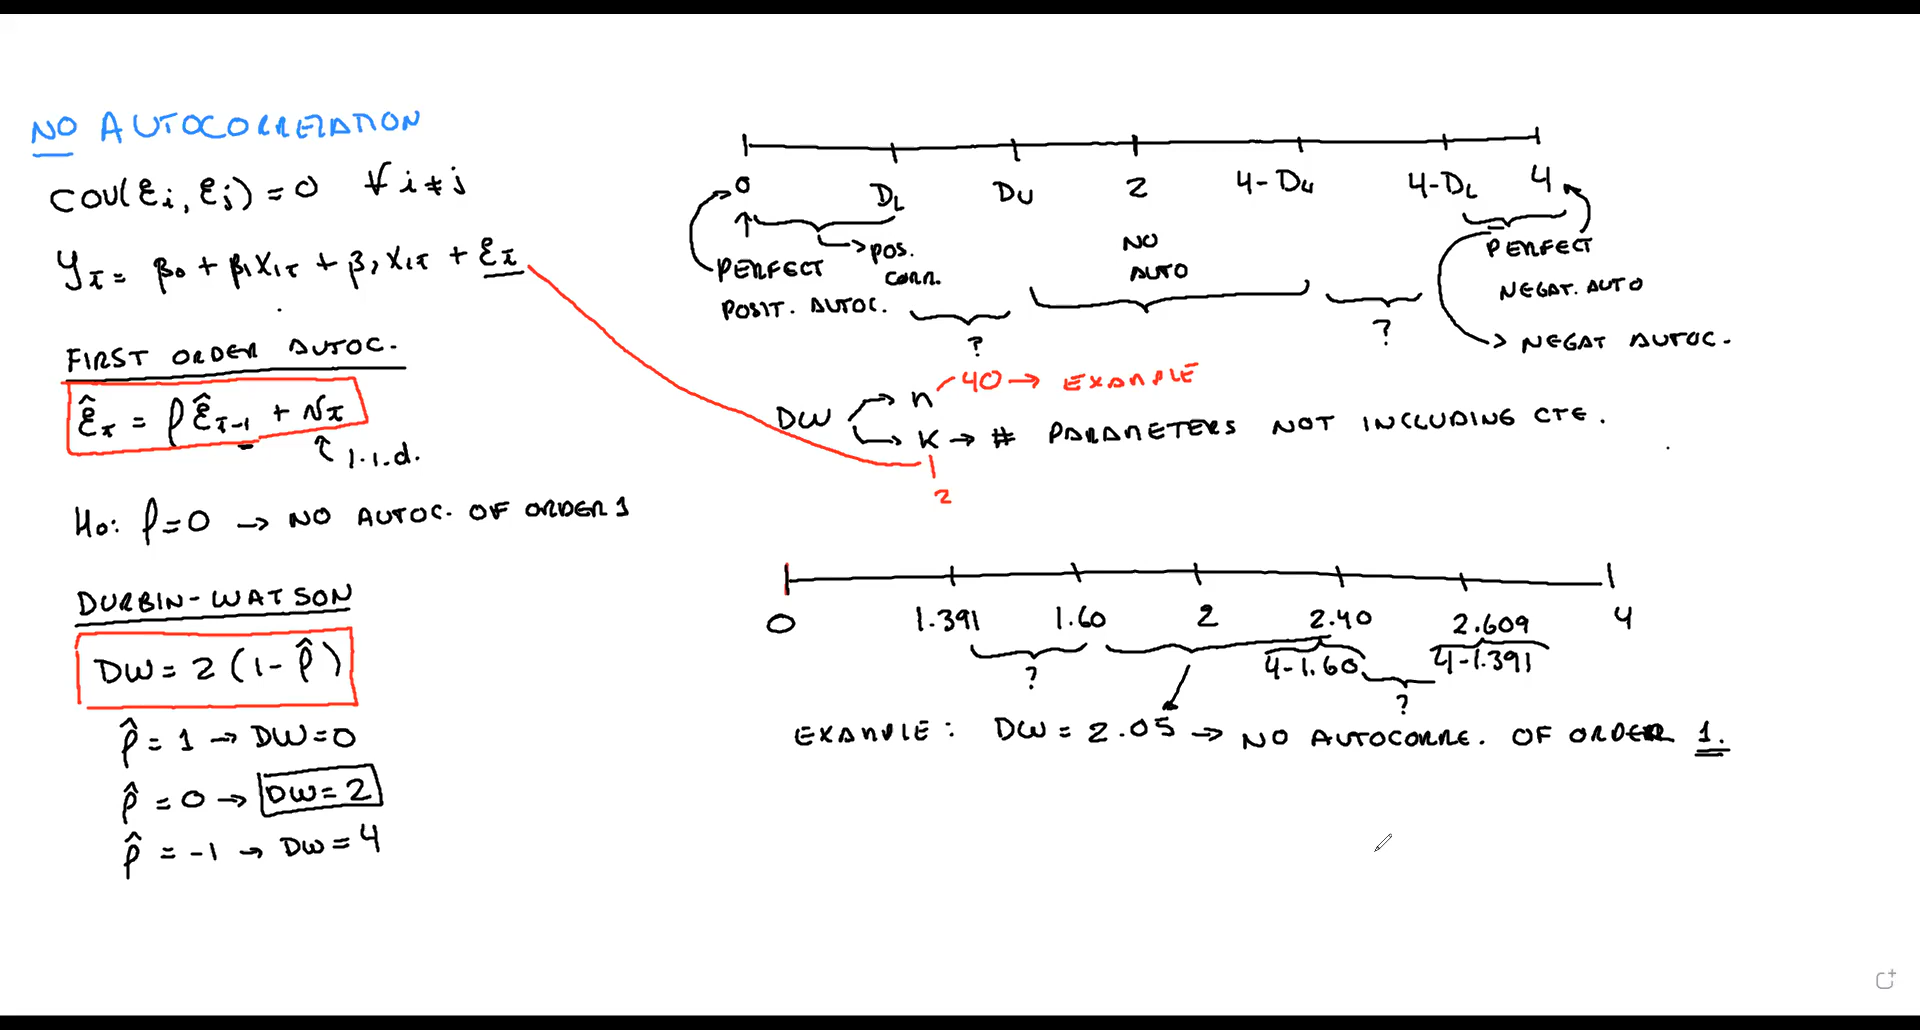 NO AUTOCORRELATION
COV(Ɛi, Ɛj) = 0 ∀ i ≠ j
Yt = β0 + β1X1t + β1X1t + Ɛt
FIRST ORDER AUTOC.
ε̂t = ρ ε̂t-1 + Nt
i.i.d.
H0: ρ = 0 → NO AUTOC. OF ORDER 1
DURBIN-WATSON
DW = 2 (1 - ρ̂)
ρ̂ = 1 → DW = 0
ρ̂ = 0 → DW = 2
ρ̂ = -1 → DW = 4
0 DL DU 2 4-DU 4-DL 4
PERFECT
POSIT. AUTOC.
→ POS.
CORR.
?
NO
AUTO
?
PERFECT
NEGAT. AUTO
→ NEGAT AUTOC.
DW
n 40 → EXAMPLE
K → # PARAMETERS NOT INCLUDING CTE.
2
0 1.391 1.60 2 2.40 2.609 4
? 4-1.60 ? 4-1.391
EXAMPLE: DW = 2.05 → NO AUTOCORRE. OF ORDER 1.